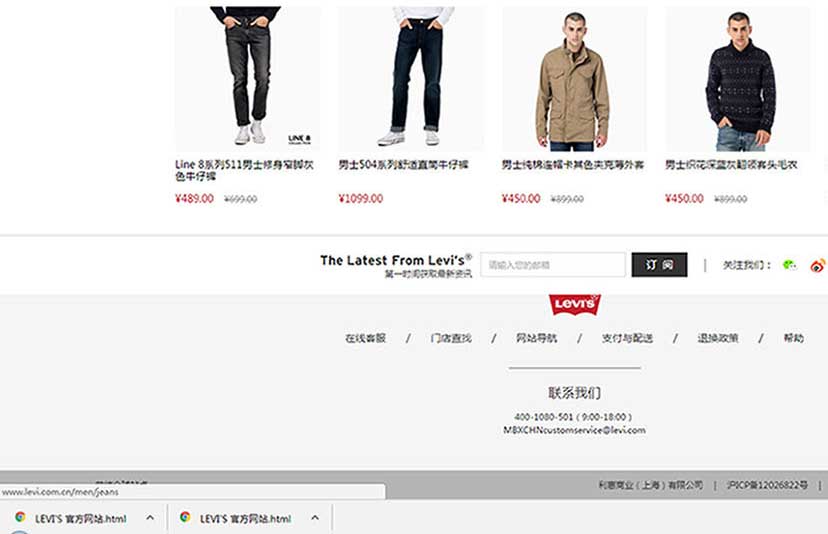 LINE 8
Line 8系列511男士修身窄脚灰
色牛仔裤
¥489.00 ¥699.00
男士504系列舒适直筒牛仔裤
¥1099.00
男士纯棉连帽卡其色夹克薄外套
¥450.00 ¥899.00
男士织花深蓝灰翻领套头毛衣
¥450.00 ¥899.00
The Latest From Levi's®
第一时间获取最新资讯
请输入您的邮箱
订 阅
| 关注我们：
LEVI'S
在线客服 / 门店查找 / 网站导航 / 支付与配送 / 退换政策 / 帮助
联系我们
400-1080-501 ( 9:00-18:00 )
MBXCHNcustomservice@levi.com
利惠商业（上海）有限公司 | 沪ICP备12026822号 |
www.levi.com.cn/men/jeans
LEVI'S 官方网站.html
LEVI'S 官方网站.html